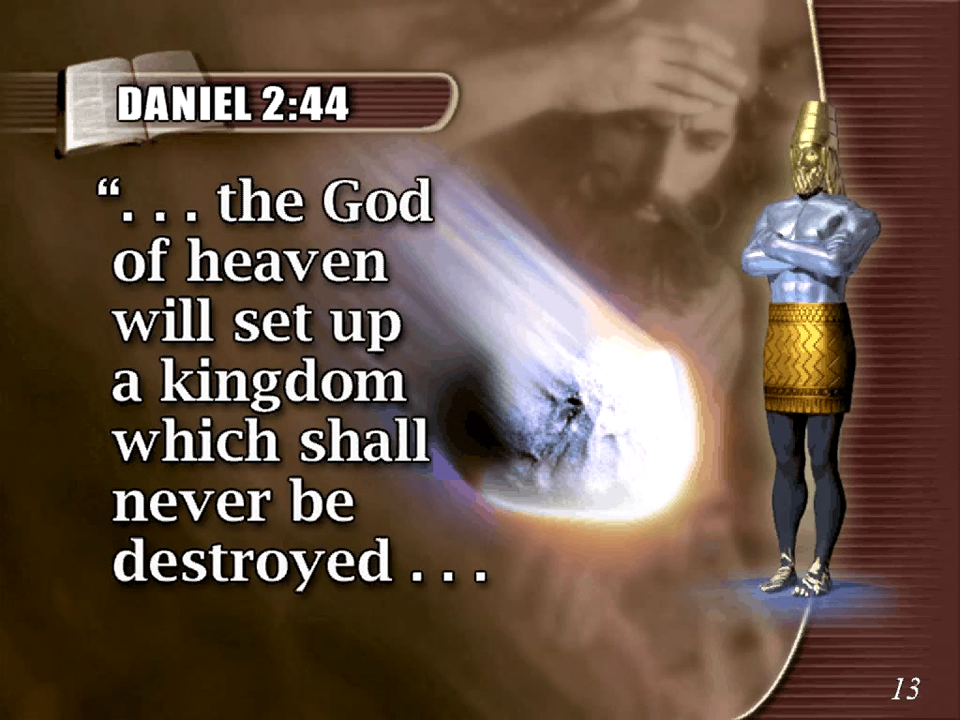 DANIEL 2:44
“. . . the God
of heaven
will set up
a kingdom
which shall
never be
destroyed . . .
13